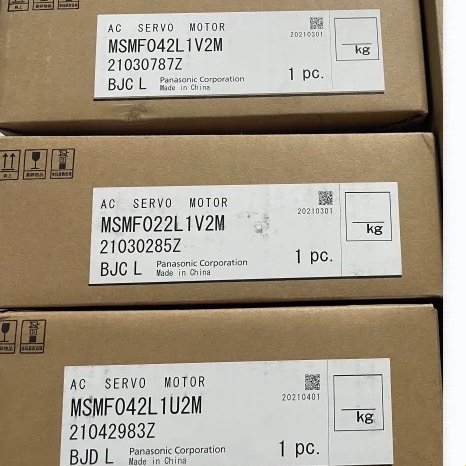 AC SERVO MOTOR
20210301
MSMF042L1V2M
21030787Z
kg
BJC L Panasonic Corporation 1 pc.
Made in China
AC SERVO MOTOR
20210301
MSMF022L1V2M
21030285Z
kg
BJC L Panasonic Corporation 1 pc.
Made in China
AC SERVO MOTOR
20210401
MSMF042L1U2M
21042983Z
kg
BJD L Panasonic Corporation 1 pc.
Made in China